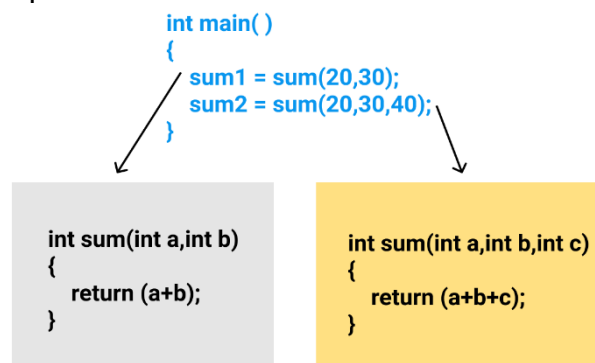 int main( )
{
sum1 = sum(20,30);
sum2 = sum(20,30,40);
}
int sum(int a,int b)
{
return (a+b);
}
int sum(int a,int b,int c)
{
return (a+b+c);
}